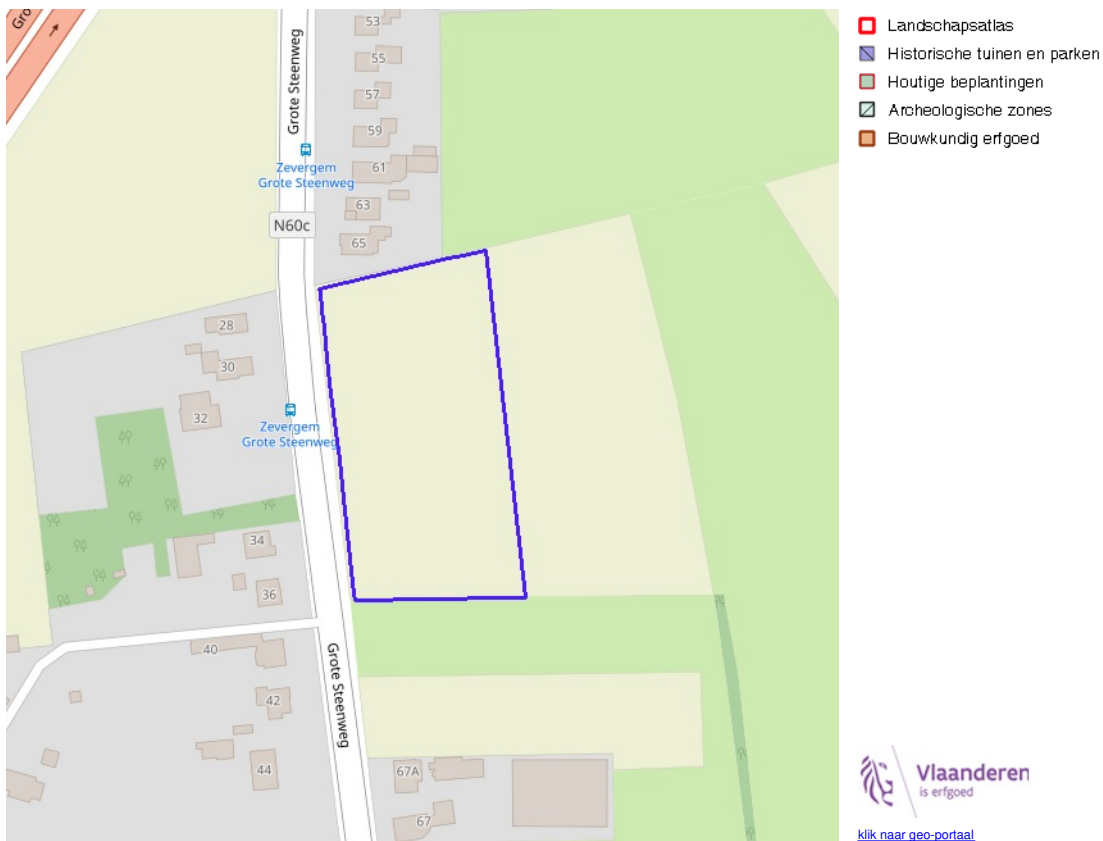 Gro
Grote Steenweg
53
55
57
59
61
63
65
Zevergem
Grote Steenweg
N60c
28
30
32
Zevergem
Grote Steenweg
34
36
40
42
44
Grote Steenweg
67A
67
Landschapsatlas
Historische tuinen en parken
Houtige beplantingen
Archeologische zones
Bouwkundig erfgoed
Vlaanderen
is erfgoed
klik naar geo-portaal